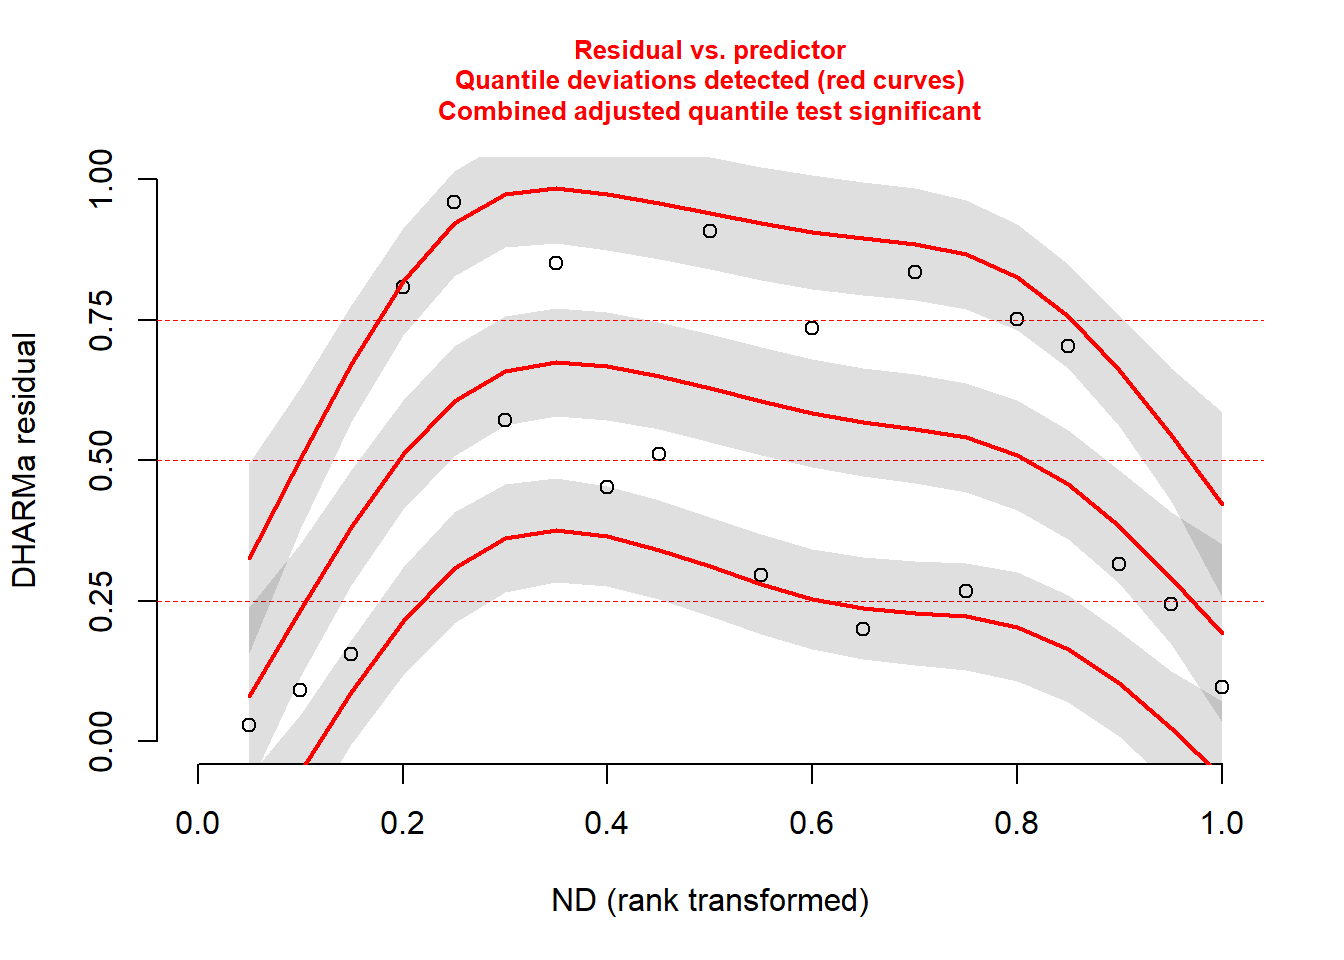 Residual vs. predictor
Quantile deviations detected (red curves)
Combined adjusted quantile test significant
1.00
0.75
0.50
0.25
0.00
DHARMa residual
0.0 0.2 0.4 0.6 0.8 1.0
ND (rank transformed)